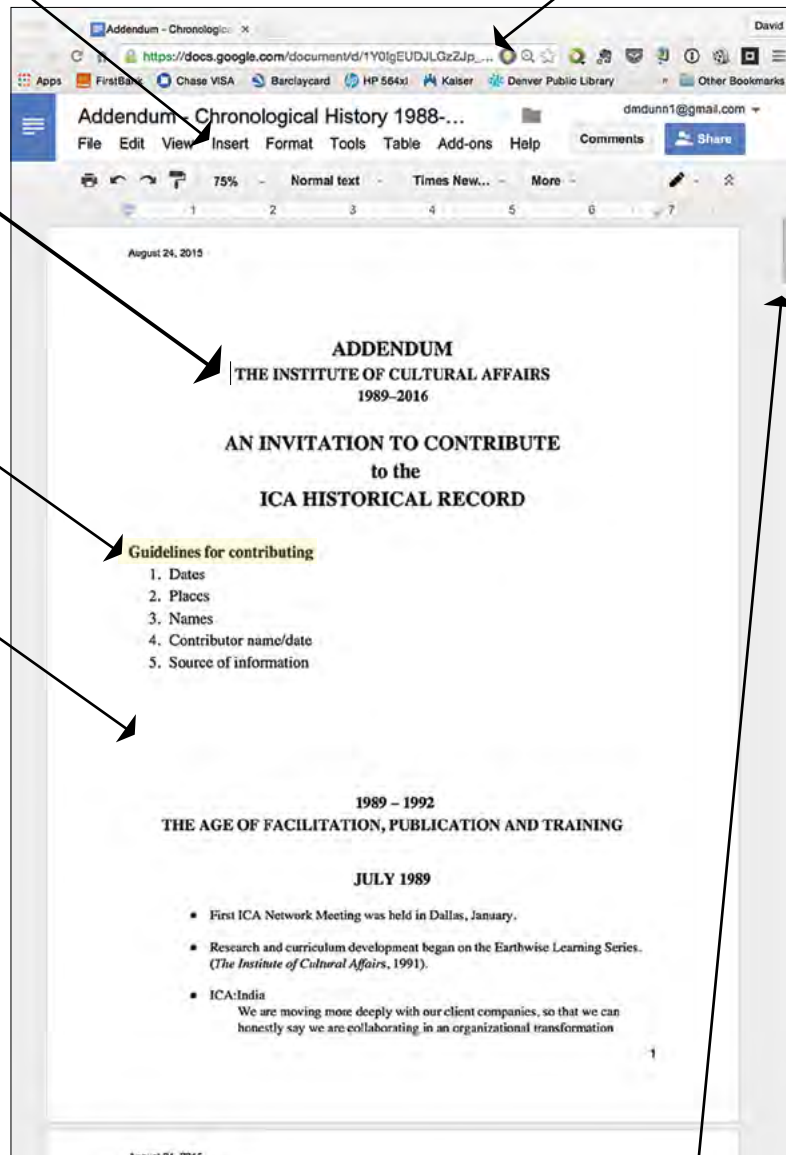 Addendum - Chronologic
David
https://docs.google.com/document/d/1Y0IgEUDJLGzZJp_...
Apps FirstBank Chase VISA Barclaycard HP 564xl Kaiser Denver Public Library » Other Bookmarks
Addendum - Chronological History 1988-...
dmdunn1@gmail.com
File Edit View Insert Format Tools Table Add-ons Help Comments Share
75% Normal text Times New... More
1 2 3 4 5 6 7
August 24, 2015
ADDENDUM
THE INSTITUTE OF CULTURAL AFFAIRS
1989–2016
AN INVITATION TO CONTRIBUTE
to the
ICA HISTORICAL RECORD
Guidelines for contributing
1. Dates
2. Places
3. Names
4. Contributor name/date
5. Source of information
1989 – 1992
THE AGE OF FACILITATION, PUBLICATION AND TRAINING
JULY 1989
• First ICA Network Meeting was held in Dallas, January.
• Research and curriculum development began on the Earthwise Learning Series.
(The Institute of Cultural Affairs, 1991).
• ICA:India
We are moving more deeply with our client companies, so that we can
honestly say we are collaborating in an organizational transformation
1
August 24, 2015